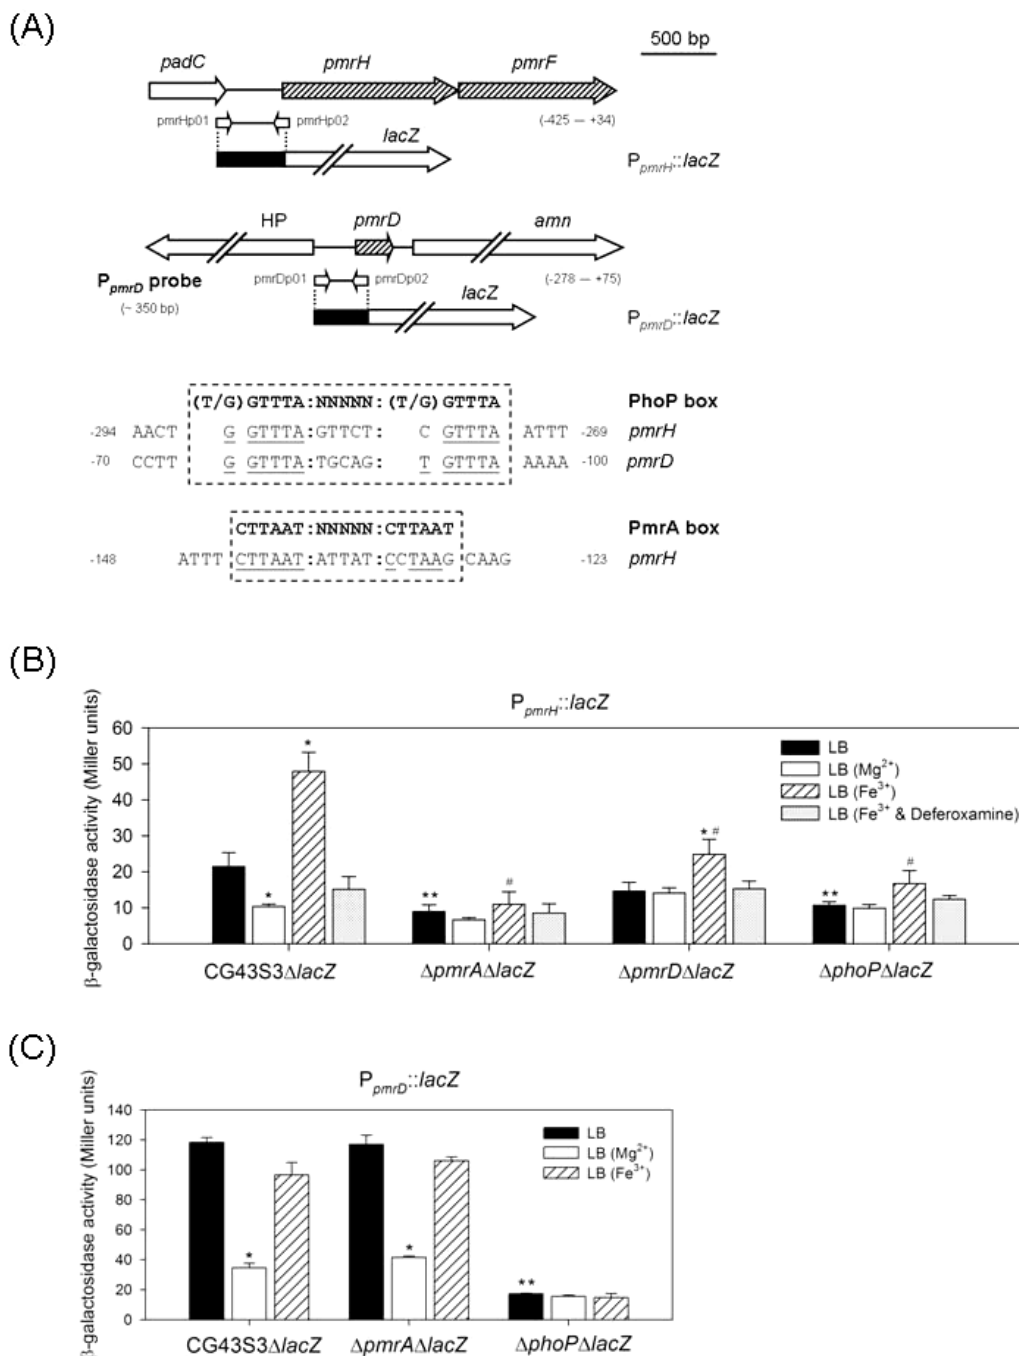 (A)
500 bp
padC pmrH pmrF
pmrHp01 pmrHp02 (-425 — +34)
lacZ
PpmrH::lacZ
HP pmrD amn
PpmrD probe pmrDp01 pmrDp02 (-278 — +75)
(~ 350 bp) lacZ
PpmrD::lacZ
(T/G)GTTTA:NNNNN:(T/G)GTTTA PhoP box
-294 AACT G GTTTA:GTTCT: C GTTTA ATTT -269 pmrH
-70 CCTT G GTTTA:TGCAG: T GTTTA AAAA -100 pmrD
CTTAAT:NNNNN:CTTAAT PmrA box
-148 ATTT CTTAAT:ATTAT:CCTAAG CAAG -123 pmrH
(B)
PpmrH::lacZ
β-galactosidase activity (Miller units)
60
50
40
30
20
10
0
*
*
**
#
* #
**
#
LB
LB (Mg2+)
LB (Fe3+)
LB (Fe3+ & Deferoxamine)
CG43S3ΔlacZ ΔpmrAΔlacZ ΔpmrDΔlacZ ΔphoPΔlacZ
(C)
PpmrD::lacZ
β-galactosidase activity (Miller units)
140
120
100
80
60
40
20
0
*
*
**
LB
LB (Mg2+)
LB (Fe3+)
CG43S3ΔlacZ ΔpmrAΔlacZ ΔphoPΔlacZ